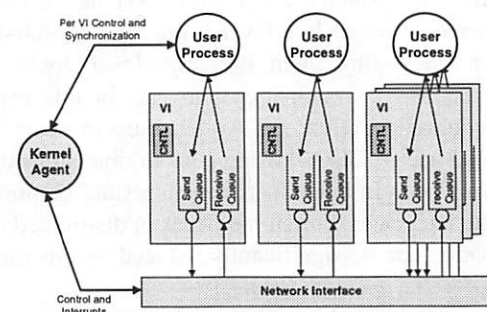 Per VI Control and
Synchronization
User
Process
User
Process
User
Process
VI
CNTL
Send
Queue
Receive
Queue
VI
CNTL
Send
Queue
Receive
Queue
VI
CNTL
Send
Queue
receive
Queue
Kernel
Agent
Control and
Interrupts
Network Interface